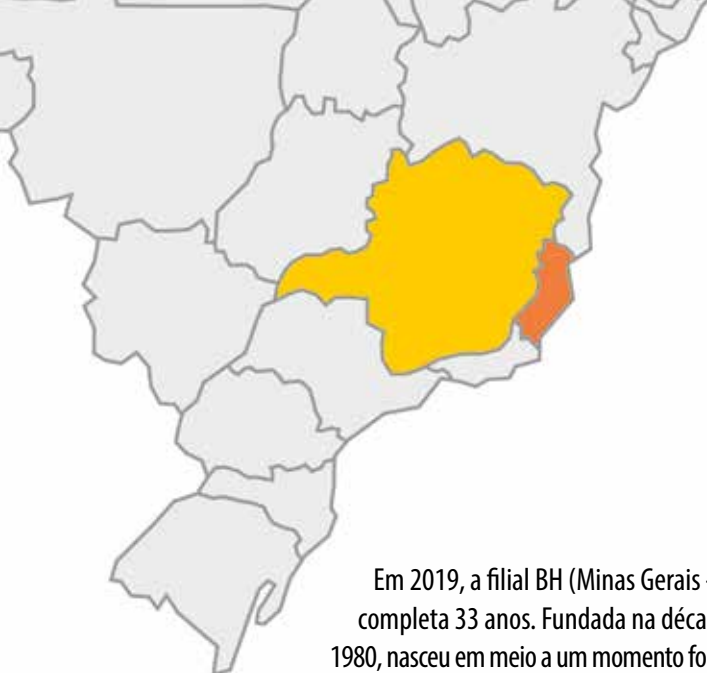 Em 2019, a filial BH (Minas Gerais
completa 33 anos. Fundada na
1980, nasceu em meio a um momento